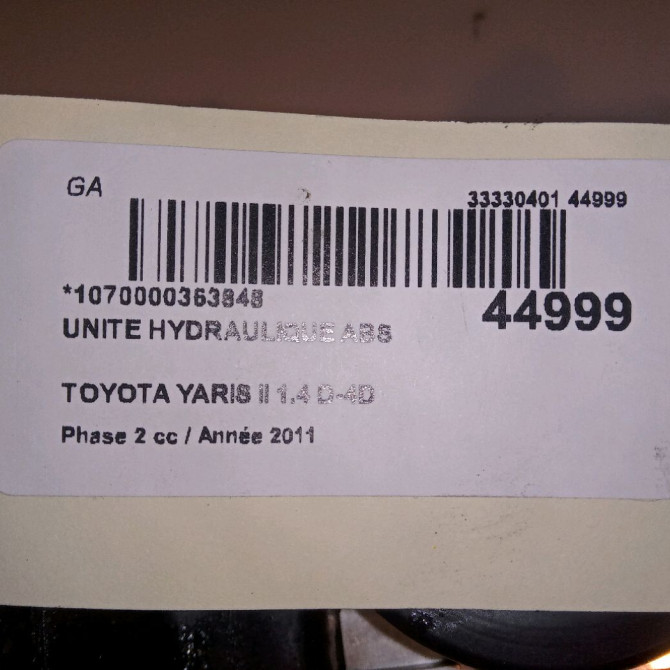 GA
33330401 44999
*1070000363848
44999
UNITE HYDRAULIQUE ABS
TOYOTA YARIS II 1.4 D-4D
Phase 2 cc / Année 2011